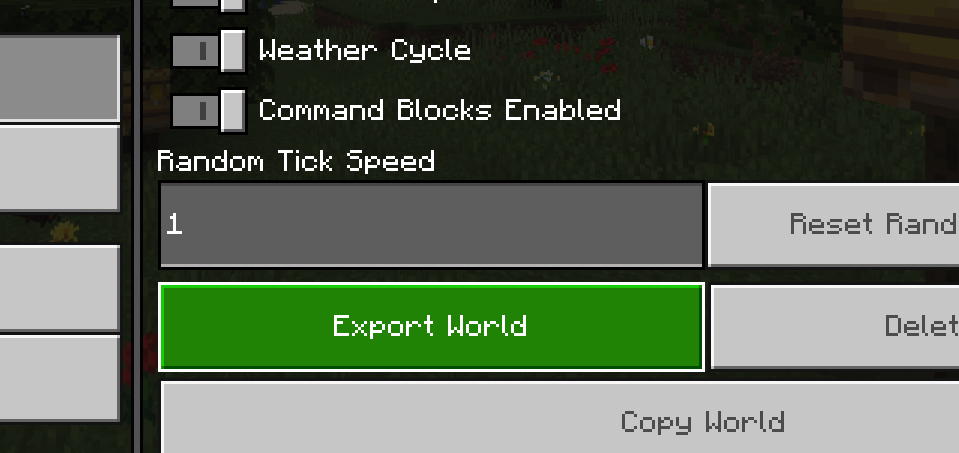 Weather Cycle
Command Blocks Enabled
Random Tick Speed
1
Reset Rand
Export World
Delet
Copy World